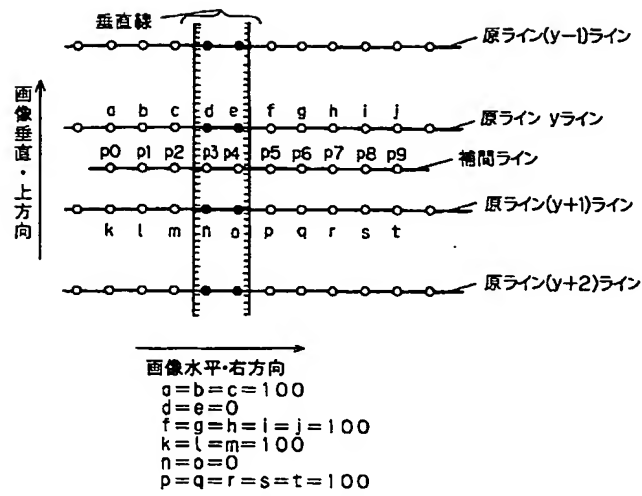 垂直線
原ライン(y-1)ライン
画像垂直・上方向
a b c d e f g h i j
原ライン yライン
p0 p1 p2 p3 p4 p5 p6 p7 p8 p9
補間ライン
原ライン(y+1)ライン
k l m n o p q r s t
原ライン(y+2)ライン
画像水平・右方向
a=b=c=100
d=e=0
f=g=h=i=j=100
k=l=m=100
n=o=0
p=q=r=s=t=100